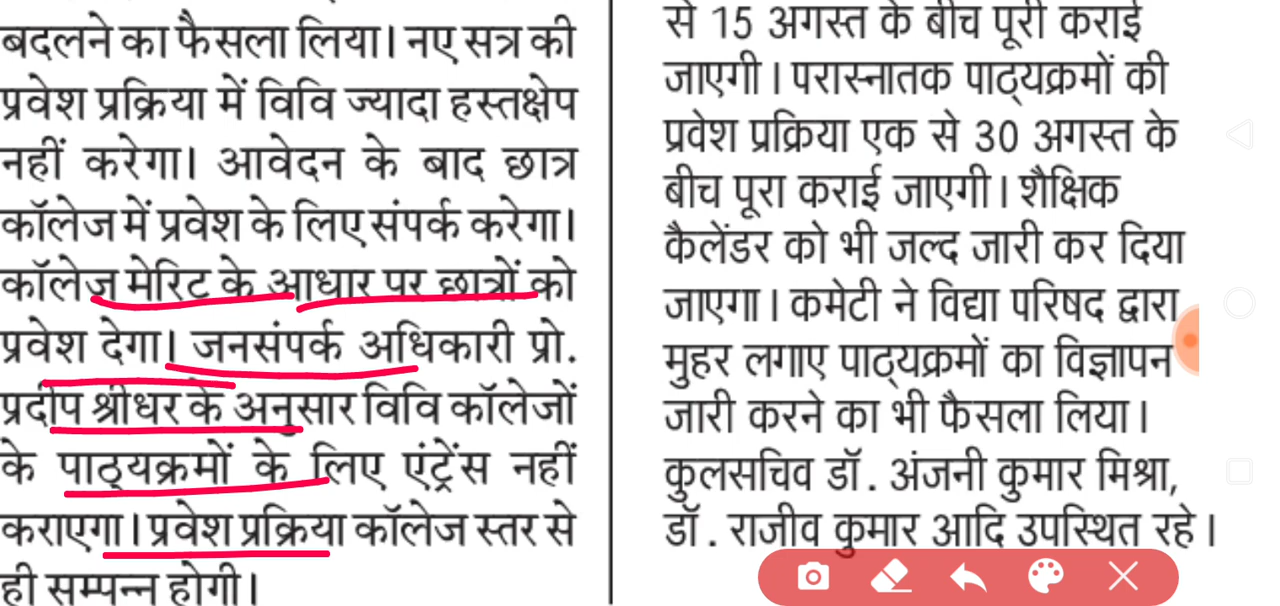 बदलने का फैसला लिया। नए सत्र की
प्रवेश प्रक्रिया में विवि ज्यादा हस्तक्षेप
नहीं करेगा। आवेदन के बाद छात्र
कॉलेज में प्रवेश के लिए संपर्क करेगा।
कॉलेज मेरिट के आधार पर छात्रों को
प्रवेश देगा। जनसंपर्क अधिकारी प्रो.
प्रदीप श्रीधर के अनुसार विवि कॉलेजों
के पाठ्यक्रमों के लिए एंट्रेंस नहीं
कराएगा। प्रवेश प्रक्रिया कॉलेज स्तर से
ही सम्पन्न होगी।
से 15 अगस्त के बीच पूरी कराई
जाएगी। परास्नातक पाठ्यक्रमों की
प्रवेश प्रक्रिया एक से 30 अगस्त के
बीच पूरा कराई जाएगी। शैक्षिक
कैलेंडर को भी जल्द जारी कर दिया
जाएगा। कमेटी ने विद्या परिषद द्वारा
मुहर लगाए पाठ्यक्रमों का विज्ञापन
जारी करने का भी फैसला लिया।
कुलसचिव डॉ. अंजनी कुमार मिश्रा,
डॉ. राजीव कुमार आदि उपस्थित रहे।